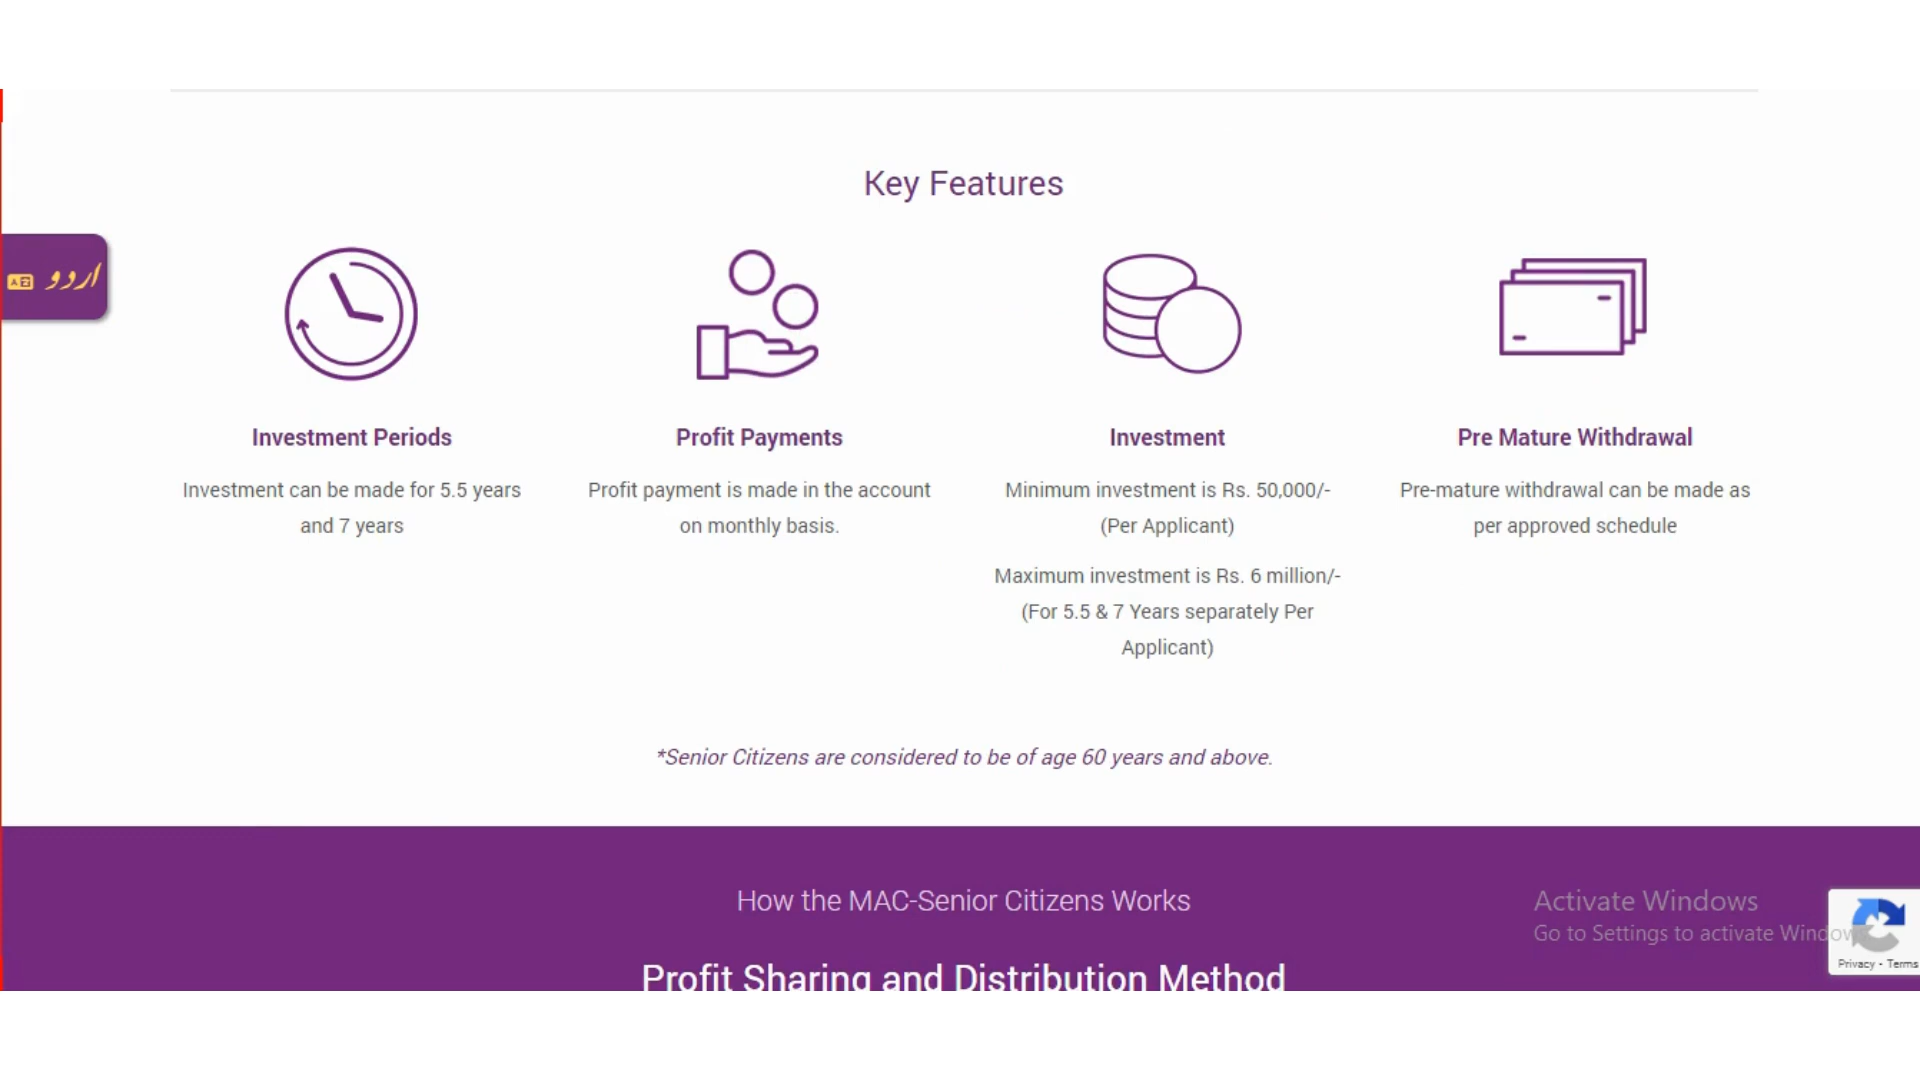 Key Features
اردو
Investment Periods
Investment can be made for 5.5 years
and 7 years
Profit Payments
Profit payment is made in the account
on monthly basis.
Investment
Minimum investment is Rs. 50,000/-
(Per Applicant)
Maximum investment is Rs. 6 million/-
(For 5.5 & 7 Years separately Per
Applicant)
Pre Mature Withdrawal
Pre-mature withdrawal can be made as
per approved schedule
*Senior Citizens are considered to be of age 60 years and above.
How the MAC-Senior Citizens Works
Profit Sharing and Distribution Method
Activate Windows
Go to Settings to activate Windows
Privacy - Terms